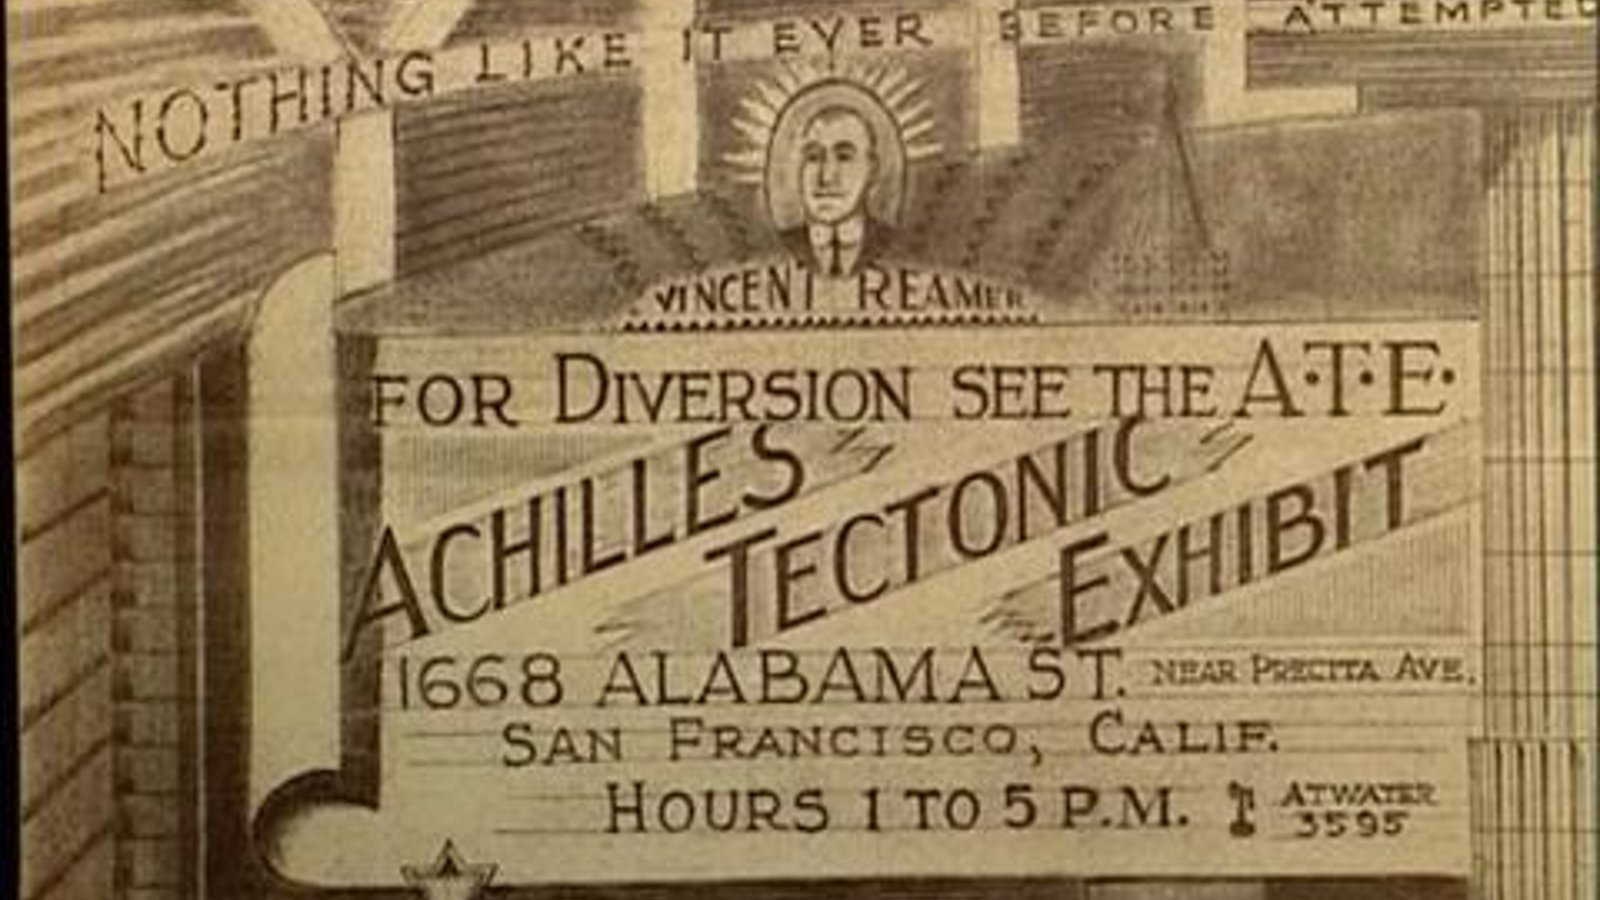 NOTHING LIKE IT EVER BEFORE ATTEMPTED
VINCENT REAMER
FOR DIVERSION SEE THE A·T·E·
ACHILLES
TECTONIC
EXHIBIT
1668 ALABAMA ST. NEAR PRECITA AVE.
SAN FRANCISCO, CALIF.
HOURS 1 TO 5 P.M. ATWATER
3595